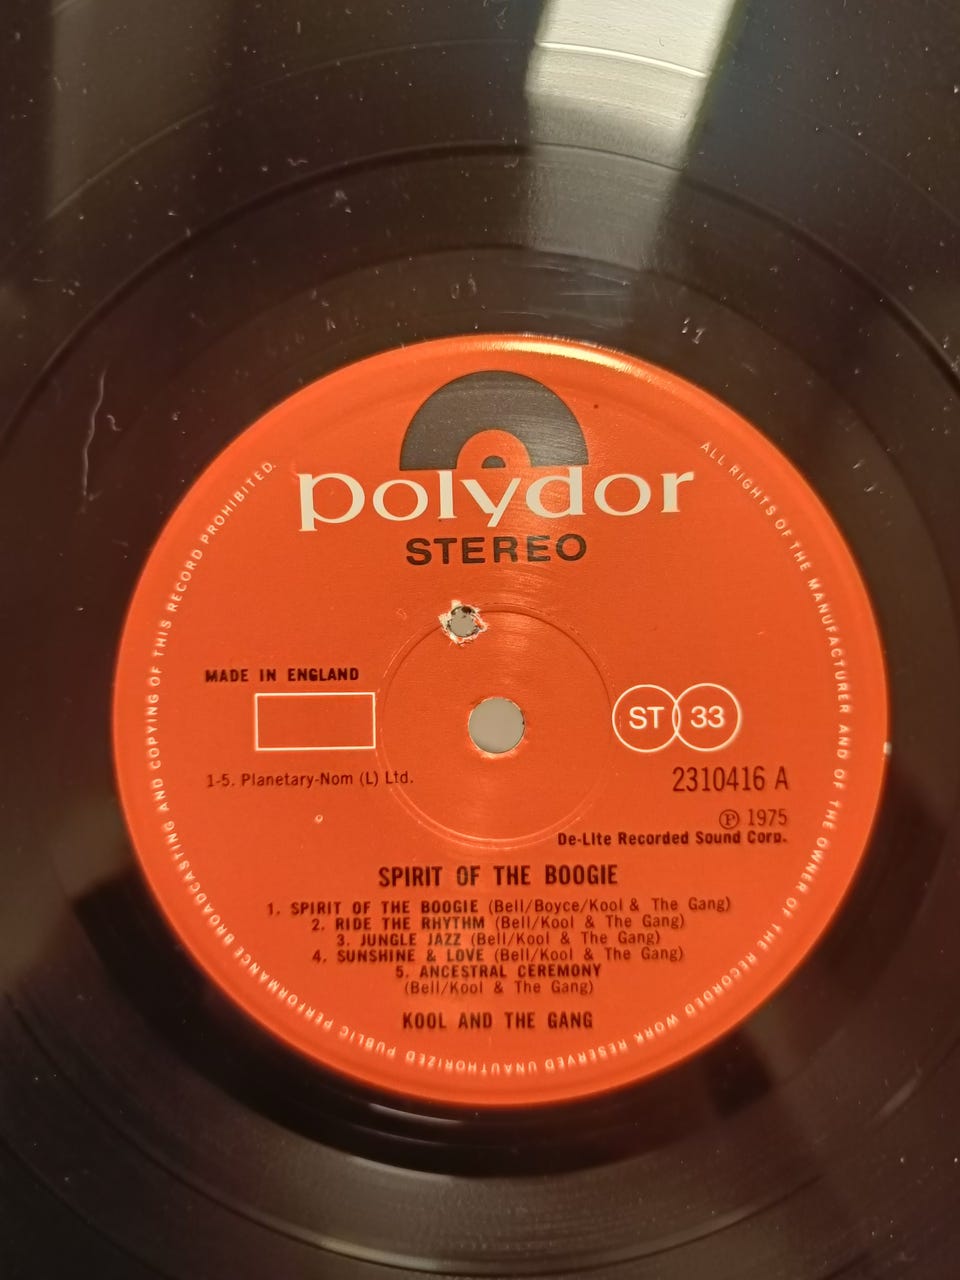 polydor
STEREO
MADE IN ENGLAND
ST 33
1-5. Planetary-Nom (L) Ltd.
2310416 A
Ⓟ 1975
De-Lite Recorded Sound Corp.
SPIRIT OF THE BOOGIE
1. SPIRIT OF THE BOOGIE (Bell/Boyce/Kool & The Gang)
2. RIDE THE RHYTHM (Bell/Kool & The Gang)
3. JUNGLE JAZZ (Bell/Kool & The Gang)
4. SUNSHINE & LOVE (Bell/Kool & The Gang)
5. ANCESTRAL CEREMONY
(Bell/Kool & The Gang)
KOOL AND THE GANG
ALL RIGHTS OF THE MANUFACTURER AND OF THE OWNER OF THE RECORDED WORK RESERVED UNAUTHORIZED PUBLIC PERFORMANCE BROADCASTING AND COPYING OF THIS RECORD PROHIBITED.